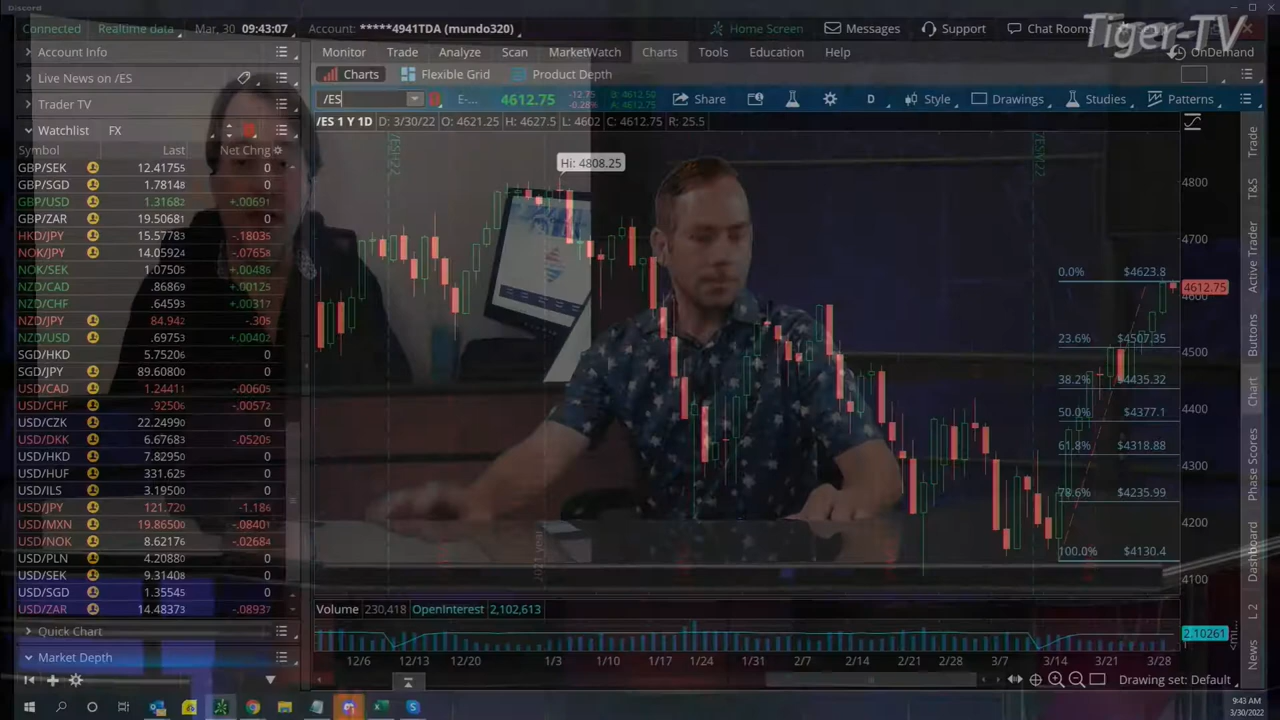 Discord
Connected Realtime data Mar, 30 09:43:07 Account: *****4941TDA (mundo320) Home Screen Messages Support Chat Rooms
Tiger-TV
OnDemand
Account Info
Live News on /ES
Trader TV
Watchlist FX
Symbol Last Net Chng
GBP/SEK 12.41755 0
GBP/SGD 1.78148 0
GBP/USD 1.31682 +.00691
GBP/ZAR 19.50681 0
HKD/JPY 15.57783 -.18035
NOK/JPY 14.05924 -.07658
NOK/SEK 1.07505 +.00486
NZD/CAD .86869 +.00125
NZD/CHF .64593 +.00317
NZD/JPY 84.942 -.305
NZD/USD .69753 +.00402
SGD/HKD 5.75206 0
SGD/JPY 89.60800 0
USD/CAD 1.24411 -.00605
USD/CHF .92506 -.00572
USD/CZK 22.24990 0
USD/DKK 6.67683 -.05205
USD/HKD 7.82950 0
USD/HUF 331.625 0
USD/ILS 3.19500 0
USD/JPY 121.720 -1.186
USD/MXN 19.86500 -.08401
USD/NOK 8.62176 -.02684
USD/PLN 4.20880 0
USD/SEK 9.31408 0
USD/SGD 1.35545 0
USD/ZAR 14.48373 -.08937
Quick Chart
Market Depth
Monitor Trade Analyze Scan MarketWatch Charts Tools Education Help
Charts Flexible Grid Product Depth
/ES E-... 4612.75 -12.75 -0.28% B: 4612.50 A: 4612.75 Share D Style Drawings Studies Patterns
/ES 1 Y 1D D: 3/30/22 O: 4621.25 H: 4627.5 L: 4602 C: 4612.75 R: 25.5
/ESH22
/ESM22
Hi: 4808.25
4800
4700
4600
4500
4400
4300
4200
4100
4612.75
0.0% $4623.8
23.6% $4507.35
38.2% $4435.32
50.0% $4377.1
61.8% $4318.88
78.6% $4235.99
100.0% $4130.4
2021 year
Volume 230,418 OpenInterest 2,102,613
2.10261
12/6 12/13 12/20 1/3 1/10 1/17 1/24 2/7 2/14 2/21 2/28 3/7 3/14 3/21 3/28
Drawing set: Default
Trade
T&S
Active Trader
Buttons
Chart
Phase Scores
Dashboard
L 2
News
9:43 AM
3/30/2022